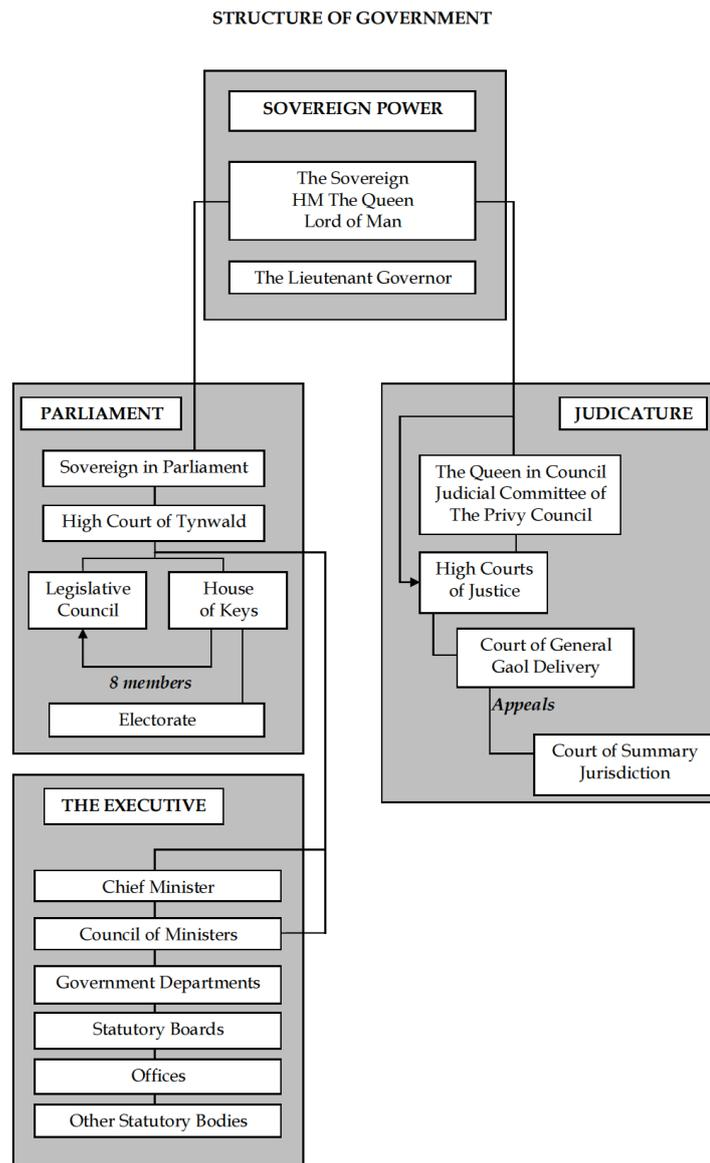 STRUCTURE OF GOVERNMENT
SOVEREIGN POWER
The Sovereign
HM The Queen
Lord of Man
The Lieutenant Governor
PARLIAMENT
Sovereign in Parliament
High Court of Tynwald
Legislative
Council
House
of Keys
8 members
Electorate
JUDICATURE
The Queen in Council
Judicial Committee of
The Privy Council
High Courts
of Justice
Court of General
Gaol Delivery
Appeals
Court of Summary
Jurisdiction
THE EXECUTIVE
Chief Minister
Council of Ministers
Government Departments
Statutory Boards
Offices
Other Statutory Bodies